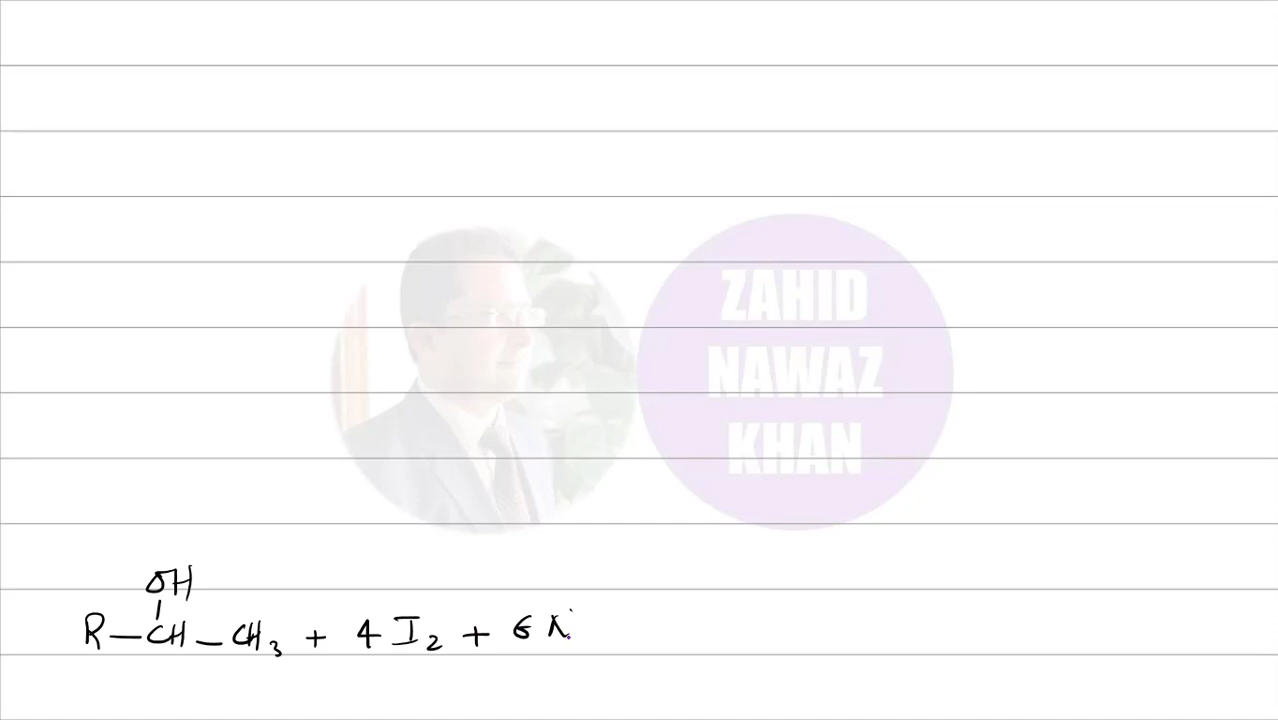 ZAHID
NAWAZ
KHAN
OH
R—CH—CH₃ + 4 I₂ + 6